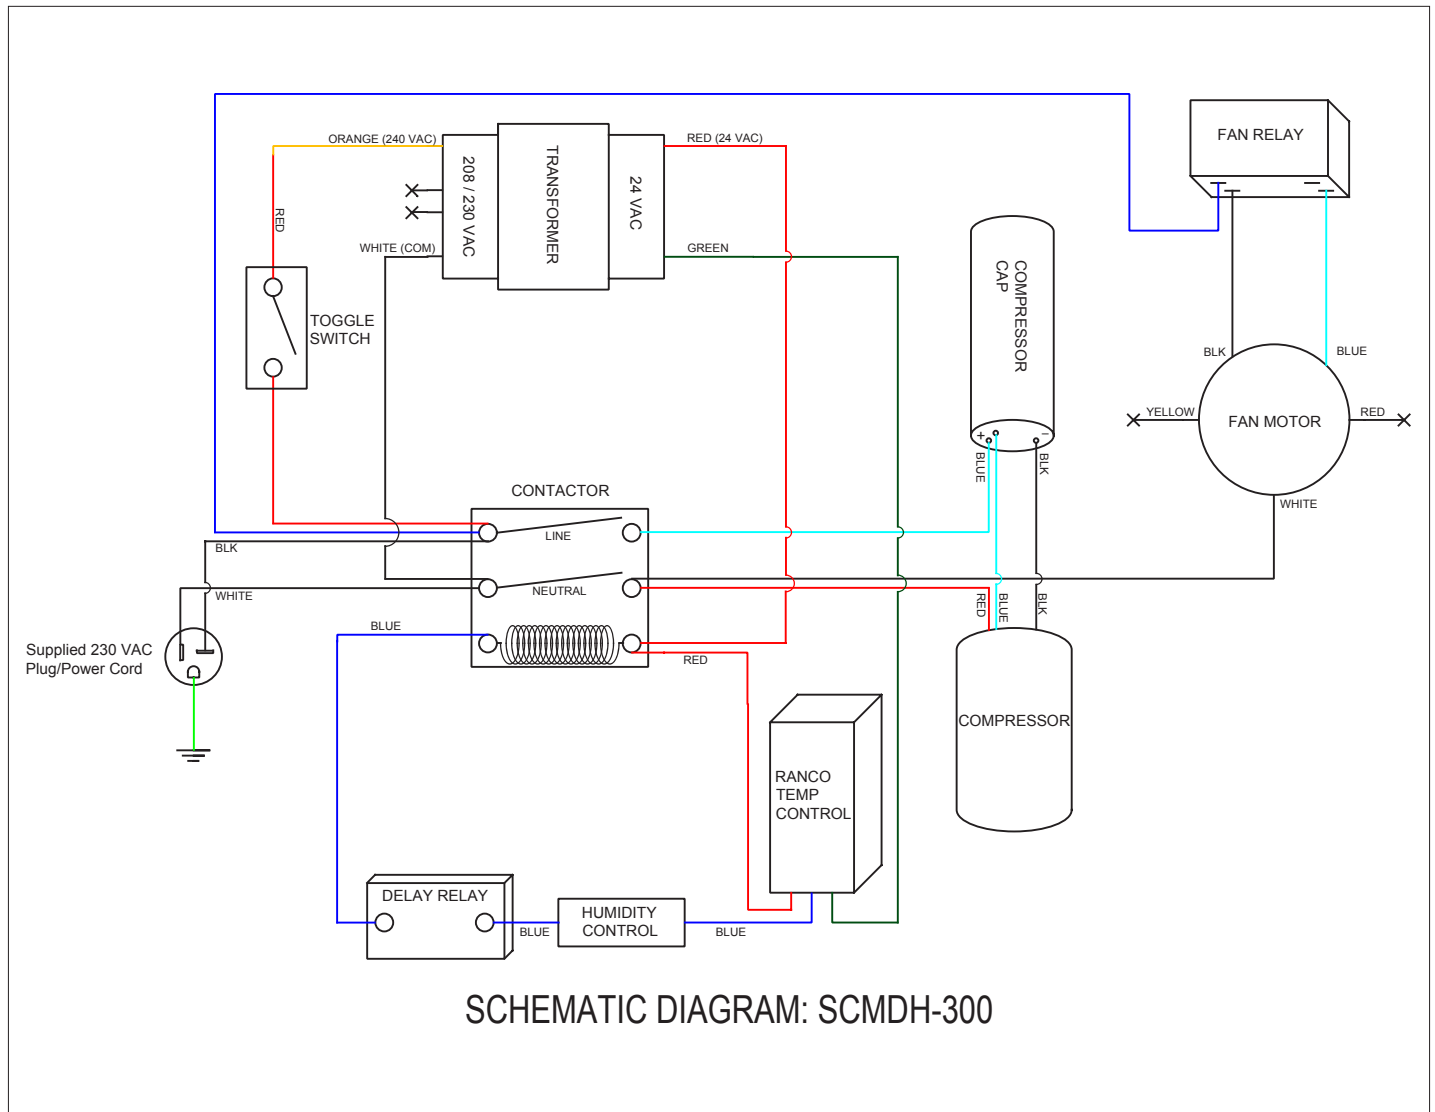 ORANGE (240 VAC)
RED (24 VAC)
FAN RELAY
208 / 230 VAC
TRANSFORMER
24 VAC
RED
WHITE (COM)
GREEN
TOGGLE
SWITCH
COMPRESSOR
CAP
BLK
BLUE
YELLOW
FAN MOTOR
RED
+
–
BLUE
BLK
WHITE
CONTACTOR
LINE
BLK
NEUTRAL
WHITE
RED
BLUE
BLK
BLUE
RED
Supplied 230 VAC
Plug/Power Cord
COMPRESSOR
RANCO
TEMP
CONTROL
DELAY RELAY
BLUE
HUMIDITY
CONTROL
BLUE
SCHEMATIC DIAGRAM: SCMDH-300